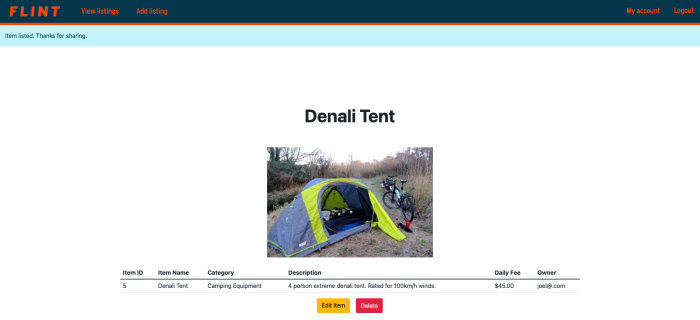 FLINT View listings Add listing My account Logout
Item listed. Thanks for sharing.
Denali Tent
Item ID Item Name Category Description Daily Fee Owner
5 Denali Tent Camping Equipment 4 person extreme denali tent. Rated for 100km/h winds. $45.00 joel@.com
Edit Item Delete